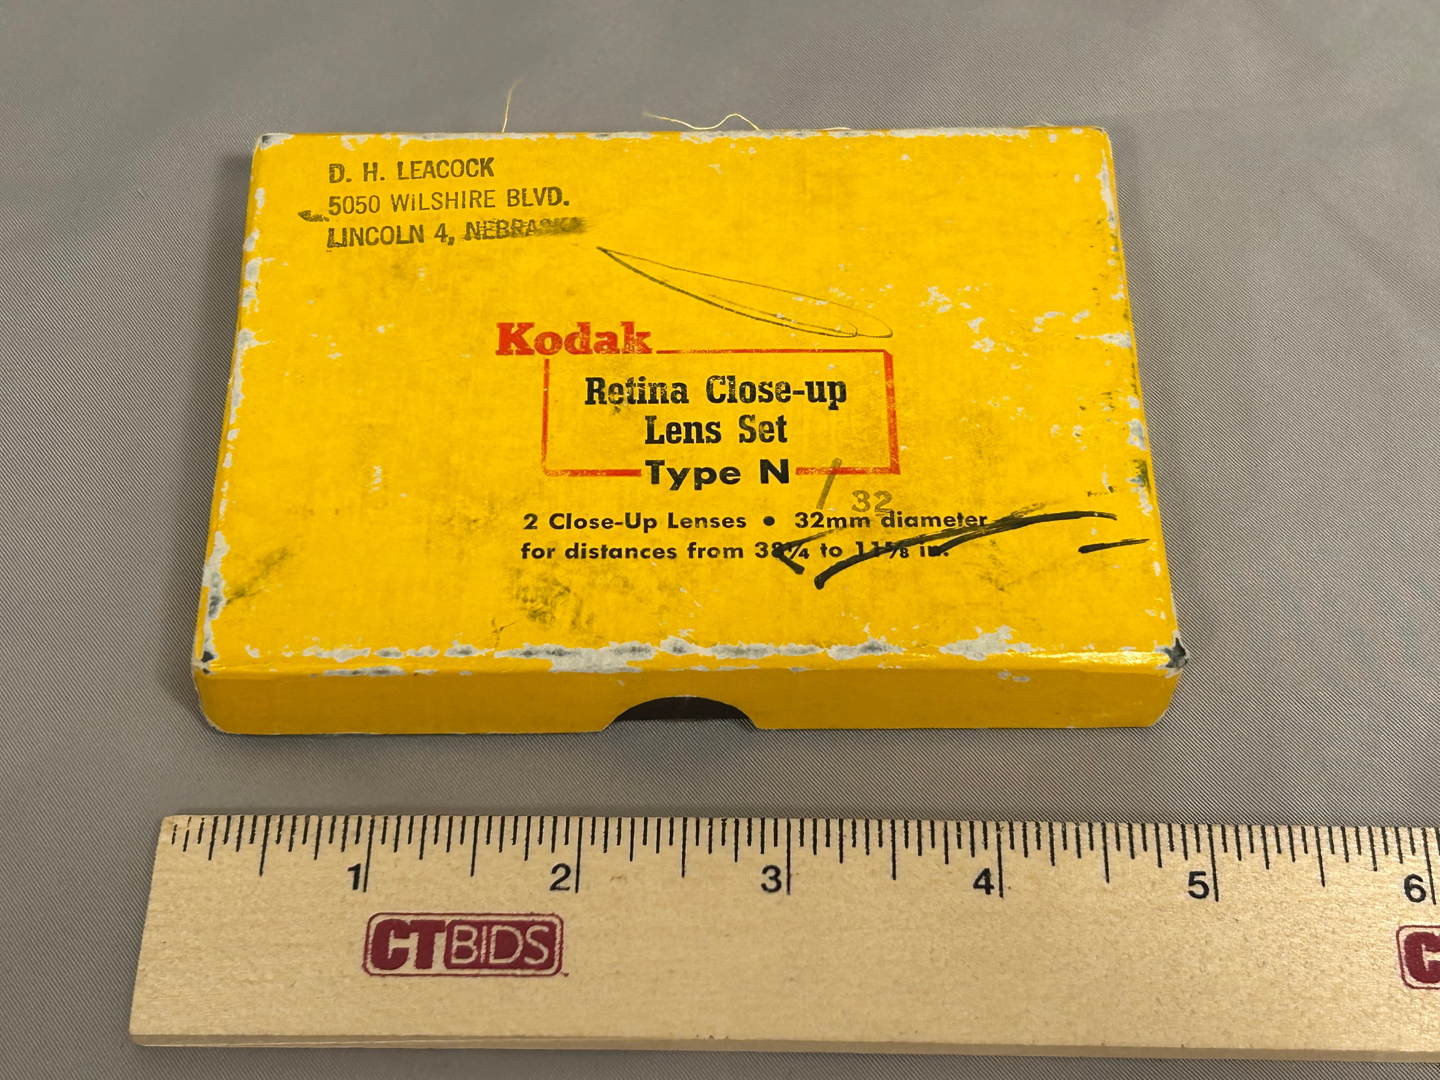 D. H. LEACOCK
5050 WiLSHIRE BLVD.
LINCOLN 4, NEBRASKA
Kodak
Retina Close-up
Lens Set
Type N
32
2 Close-Up Lenses • 32mm diameter
for distances from 38¼ to 11⅝ in.
1 2 3 4 5 6
CTBIDS
C